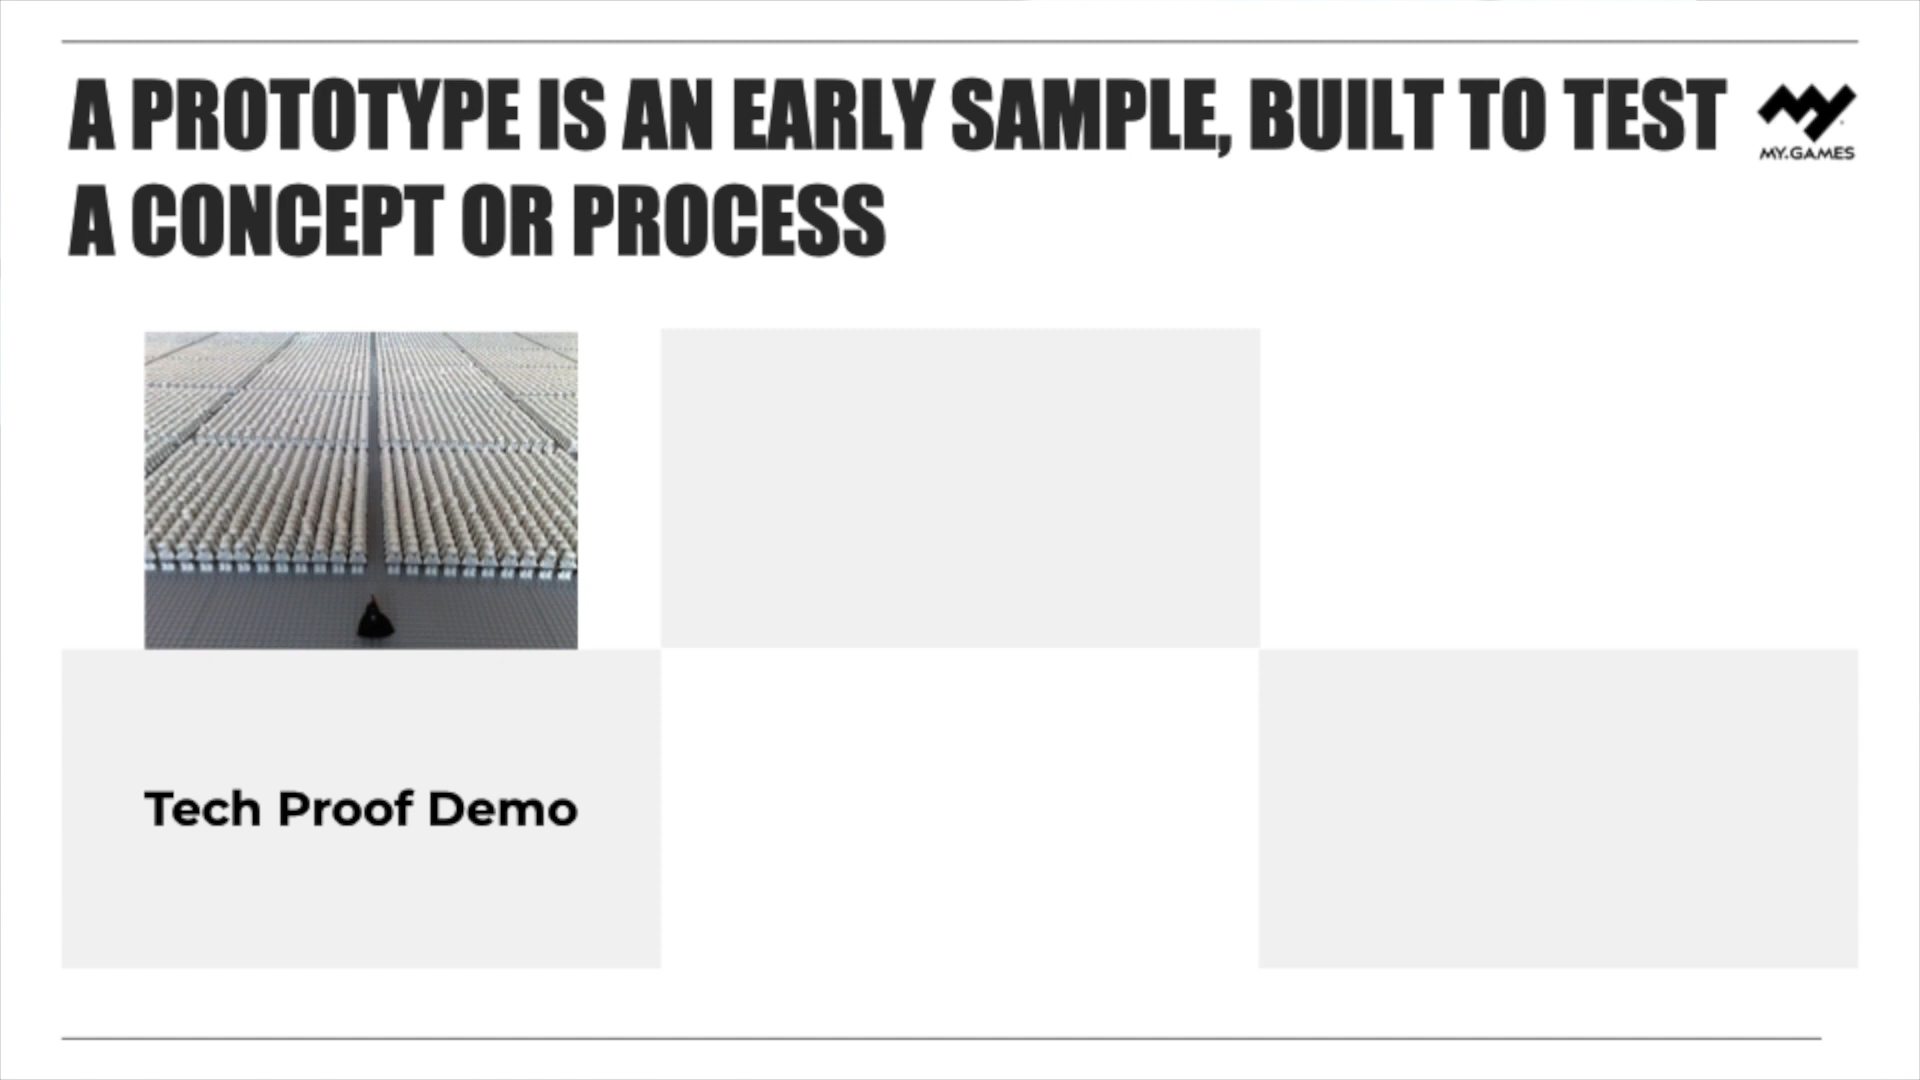 A PROTOTYPE IS AN EARLY SAMPLE, BUILT TO TEST
A CONCEPT OR PROCESS
MY.GAMES
Tech Proof Demo